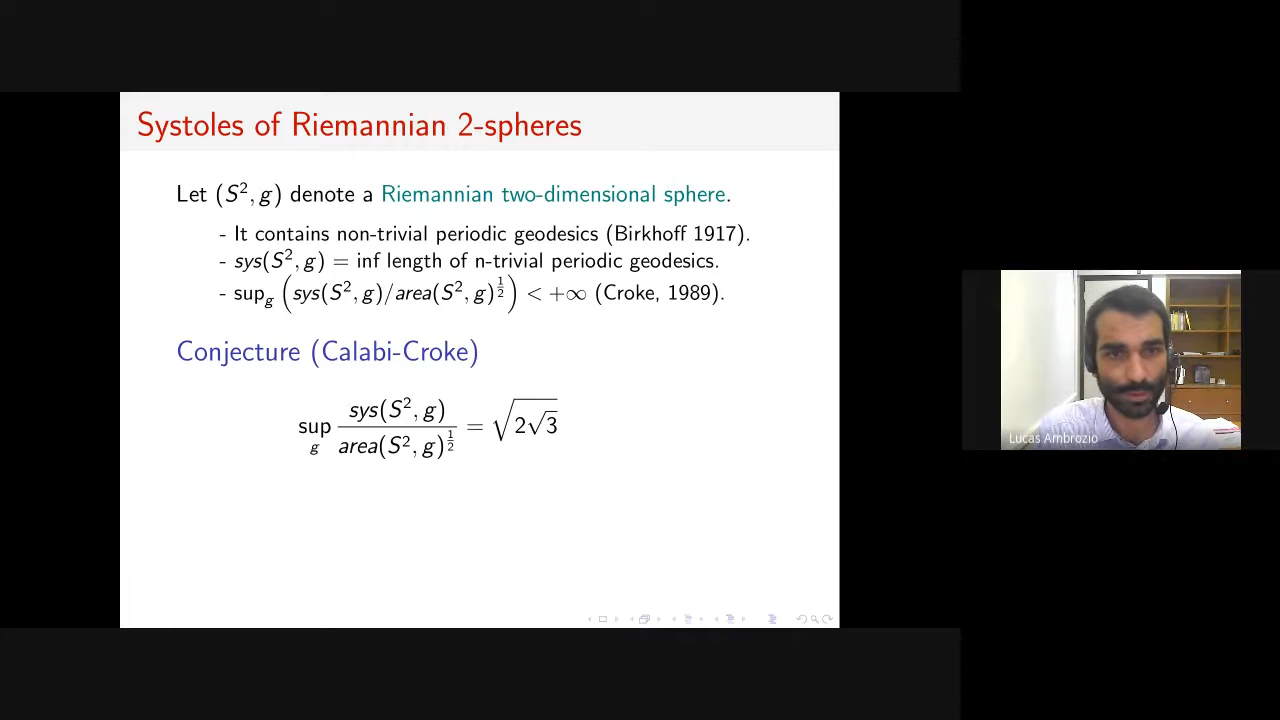 Systoles of Riemannian 2-spheres
Let (S², g) denote a Riemannian two-dimensional sphere.
- It contains non-trivial periodic geodesics (Birkhoff 1917).
- sys(S², g) = inf length of n-trivial periodic geodesics.
- sup_g (sys(S², g)/area(S², g)^{1/2}) < +∞ (Croke, 1989).
Conjecture (Calabi-Croke)
sup_g sys(S², g) / area(S², g)^{1/2} = √(2√3)
Lucas Ambrozio